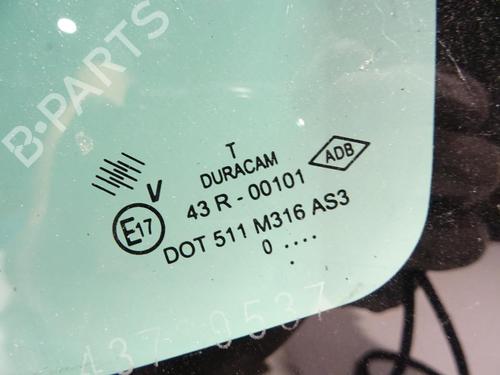 B-PARTS
T
DURACAM
ADB
V
43 R - 00101
E17
DOT 511 M316 AS3
0 ....
.